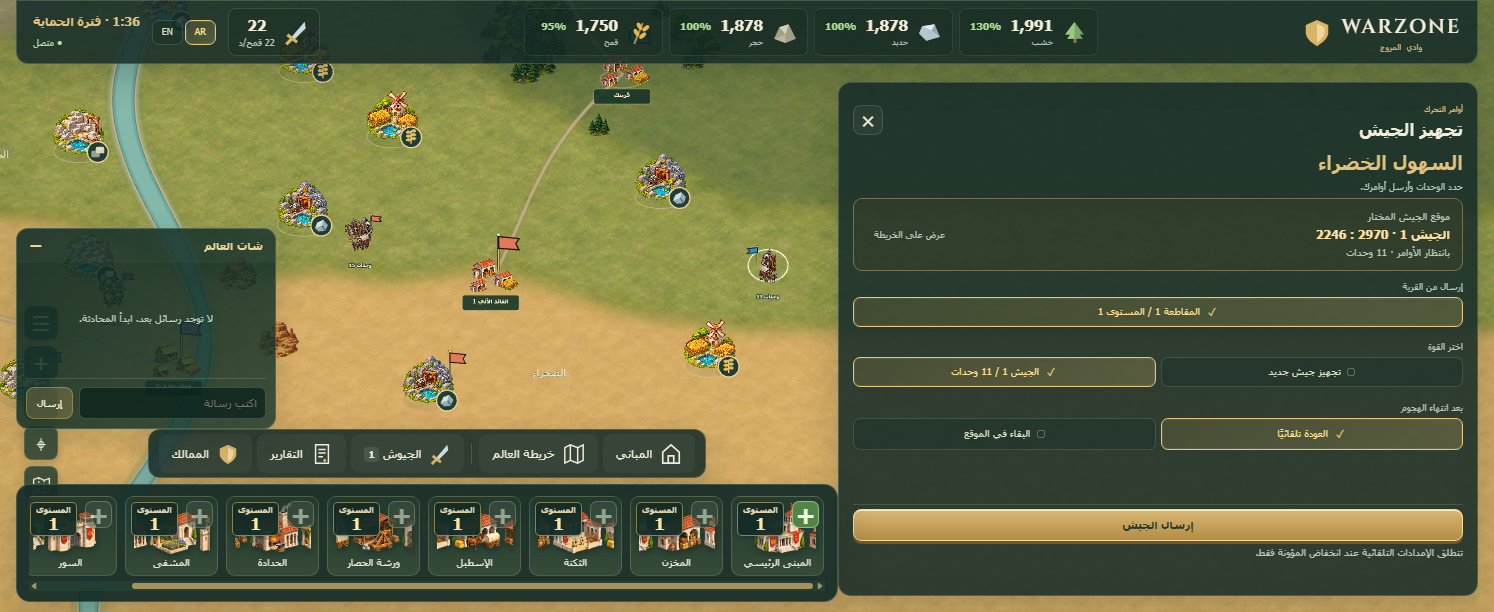 WARZONE
وادي المروج
1,991 130%
خشب
1,878 100%
حديد
1,878 100%
حجر
1,750 95%
قمح
22
22 قمح/د
AR
EN
1:36 · فترة الحماية
متصل
أوامر التحرك
تجهيز الجيش
السهول الخضراء
حدد الوحدات وأرسل أوامرك.
موقع الجيش المختار
الجيش 1 · 2970 : 2246
بانتظار الأوامر · 11 وحدات
عرض على الخريطة
إرسال من القرية
✓ المقاطعة 1 / المستوى 1
اختر القوة
تجهيز جيش جديد
✓ الجيش 1 / 11 وحدات
بعد انتهاء الهجوم
✓ العودة تلقائيًا
البقاء في الموقع
إرسال الجيش
تنطلق الإمدادات التلقائية عند انخفاض المؤونة فقط.
قريتك
15 وحدات
القائد الآلي 1
11 وحدات
الصحراء
شات العالم
لا توجد رسائل بعد. ابدأ المحادثة.
اكتب رسالة
إرسال
المباني
خريطة العالم
الجيوش 1
التقارير
الممالك
المستوى 1
المبنى الرئيسي
المستوى 1
المخزن
المستوى 1
الثكنة
المستوى 1
الإسطبل
المستوى 1
ورشة الحصار
المستوى 1
الحدادة
المستوى 1
المشفى
المستوى 1
السور